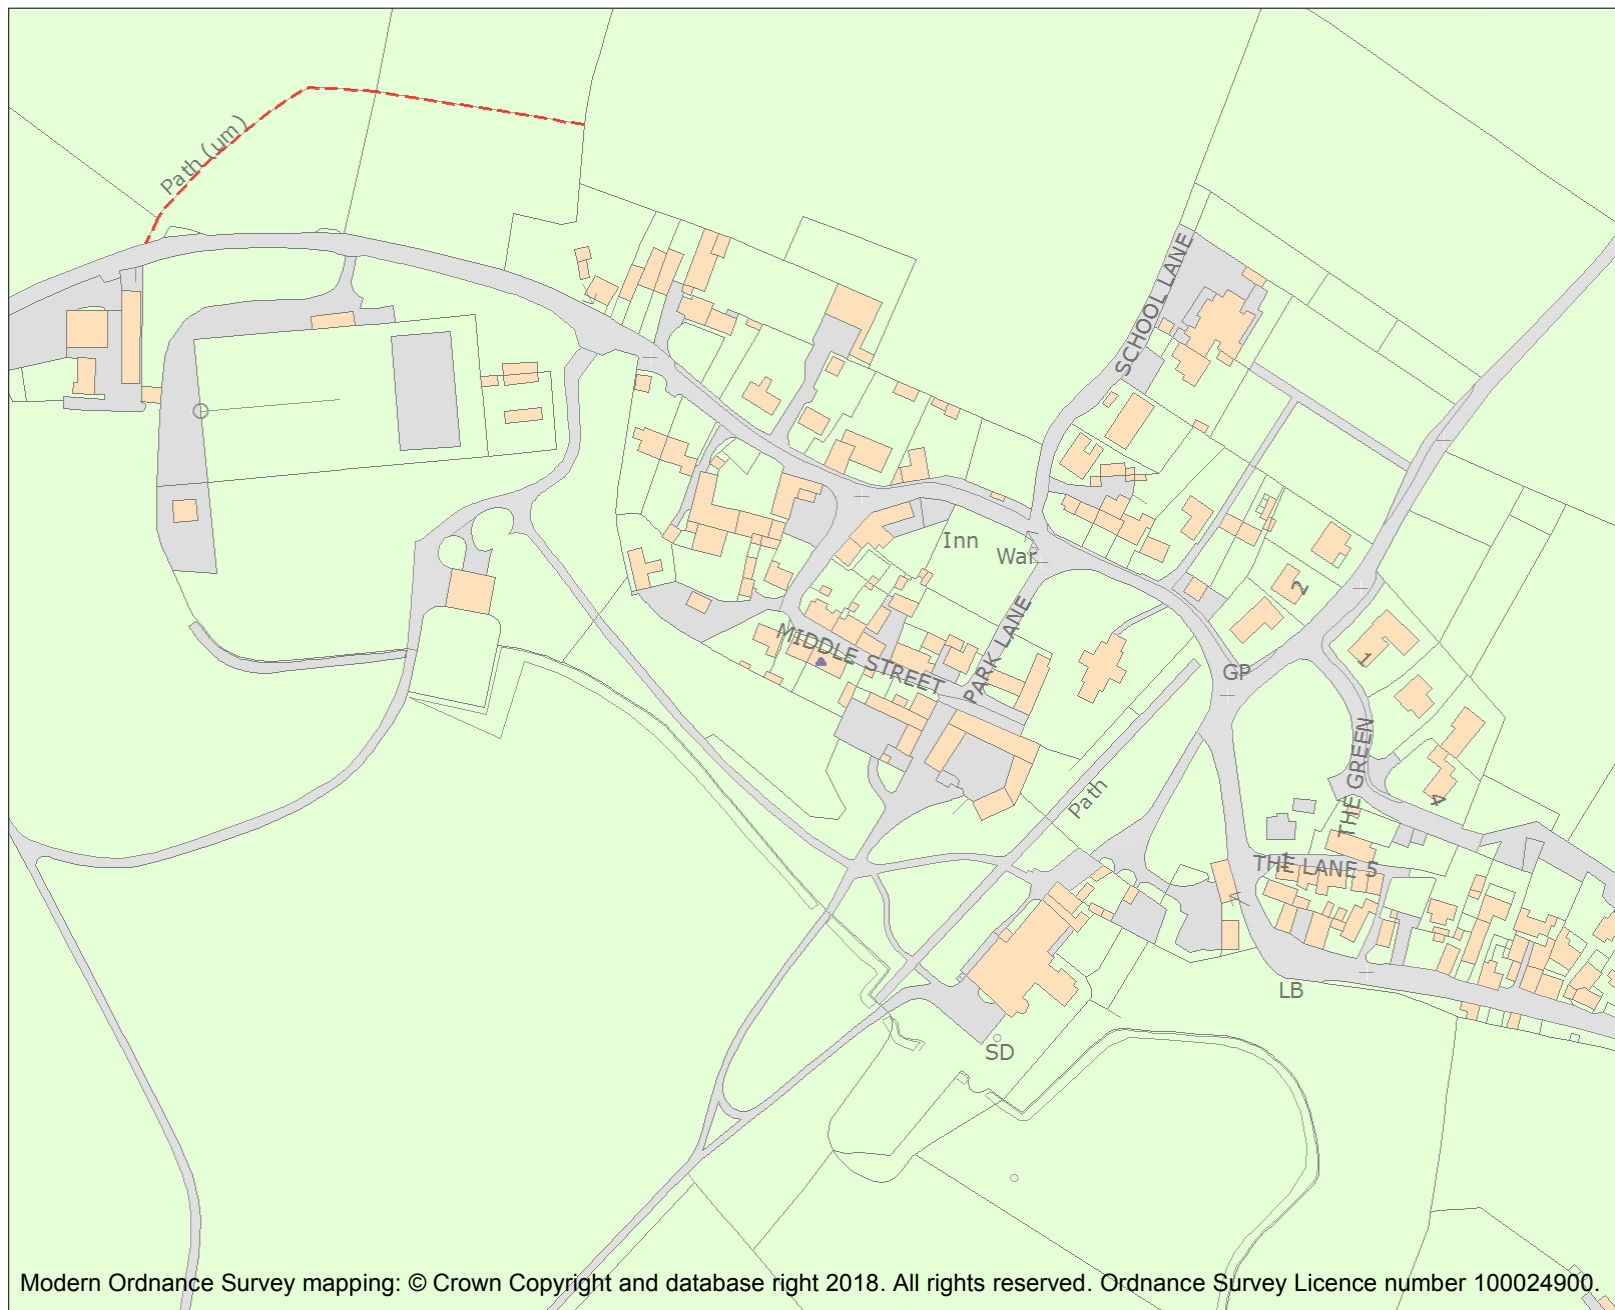 Path (um)
SCHOOL LANE
Inn
War
PARK LANE
MIDDLE STREET
2
1
GP
THE GREEN
Path
4
THE LANE 5
LB
SD
Modern Ordnance Survey mapping: © Crown Copyright and database right 2018. All rights reserved. Ordnance Survey Licence number 100024900.